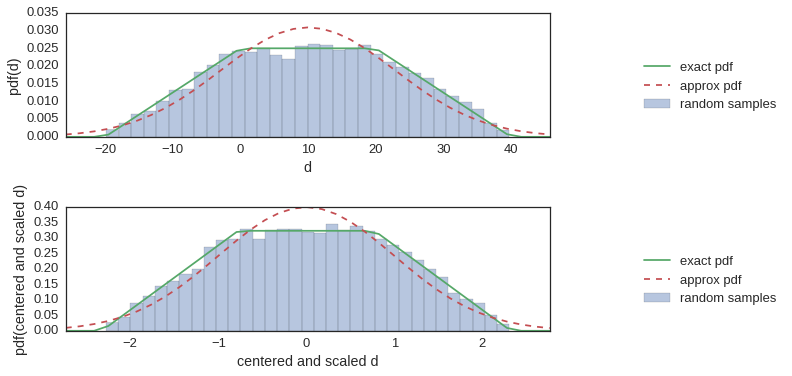 0.035
0.030
0.025
0.020
0.015
0.010
0.005
0.000
pdf(d)
−20 −10 0 10 20 30 40
d
exact pdf
approx pdf
random samples
0.40
0.35
0.30
0.25
0.20
0.15
0.10
0.05
0.00
pdf(centered and scaled d)
−2 −1 0 1 2
centered and scaled d
exact pdf
approx pdf
random samples